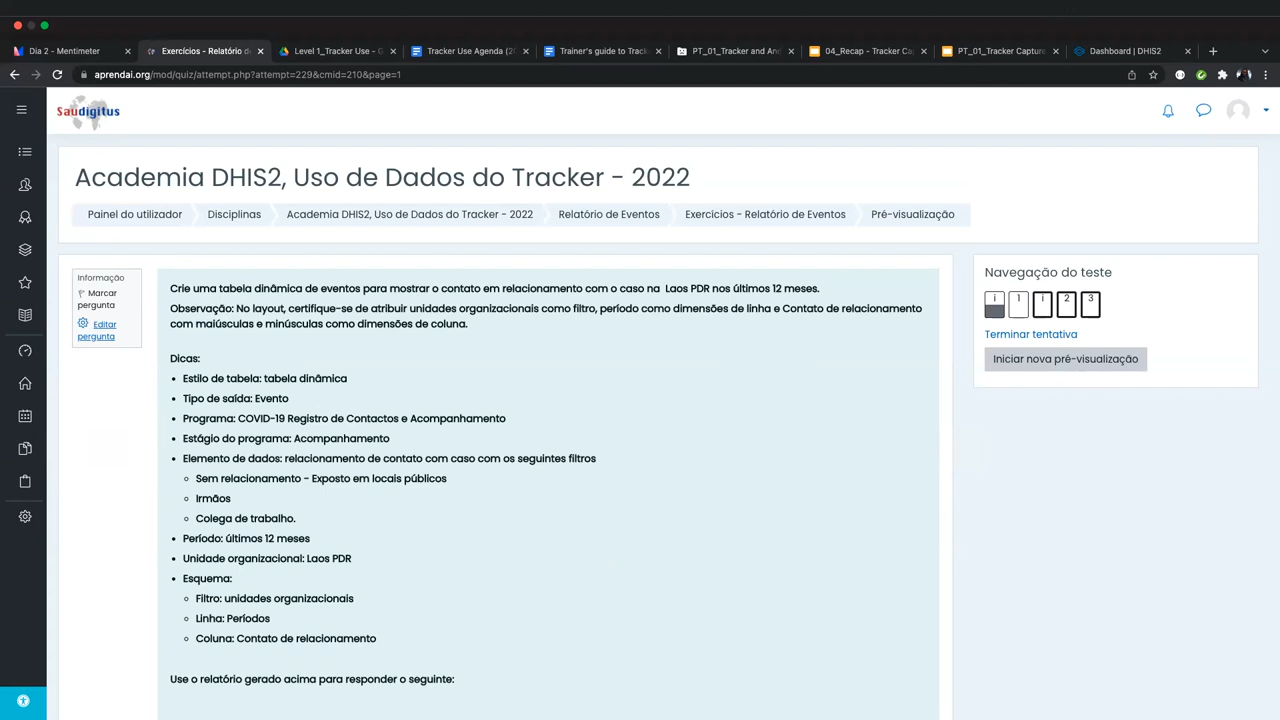 Dia 2 - Mentimeter
Exercícios - Relatório de
Level 1_Tracker Use - G
Tracker Use Agenda (20
Trainer's guide to Track
PT_01_Tracker and And
04_Recap - Tracker Cap
PT_01_Tracker Capture
Dashboard | DHIS2
aprendai.org/mod/quiz/attempt.php?attempt=229&cmid=210&page=1
Saudigitus
Academia DHIS2, Uso de Dados do Tracker - 2022
Painel do utilizador
Disciplinas
Academia DHIS2, Uso de Dados do Tracker - 2022
Relatório de Eventos
Exercícios - Relatório de Eventos
Pré-visualização
Informação
Marcar
pergunta
Editar
pergunta
Crie uma tabela dinâmica de eventos para mostrar o contato em relacionamento com o caso na Laos PDR nos últimos 12 meses.
Observação: No layout, certifique-se de atribuir unidades organizacionais como filtro, período como dimensões de linha e Contato de relacionamento
com maiúsculas e minúsculas como dimensões de coluna.
Dicas:
• Estilo de tabela: tabela dinâmica
• Tipo de saída: Evento
• Programa: COVID-19 Registro de Contactos e Acompanhamento
• Estágio do programa: Acompanhamento
• Elemento de dados: relacionamento de contato com caso com os seguintes filtros
◦ Sem relacionamento - Exposto em locais públicos
◦ Irmãos
◦ Colega de trabalho.
• Período: últimos 12 meses
• Unidade organizacional: Laos PDR
• Esquema:
◦ Filtro: unidades organizacionais
◦ Linha: Períodos
◦ Coluna: Contato de relacionamento
Use o relatório gerado acima para responder o seguinte:
Navegação do teste
i 1 i 2 3
Terminar tentativa
Iniciar nova pré-visualização